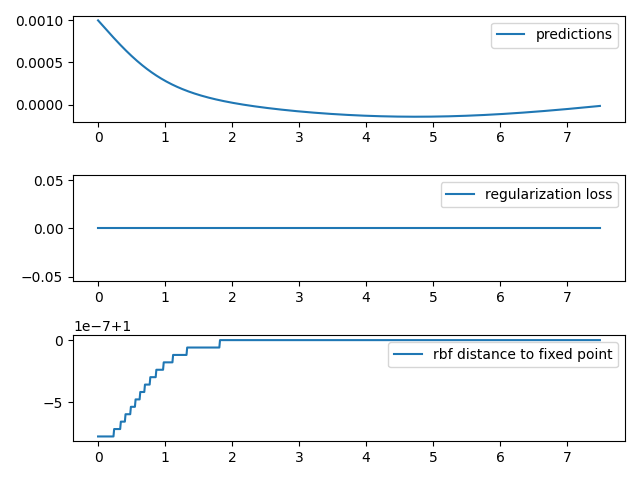 0.0010
0.0005
0.0000
predictions
0 1 2 3 4 5 6 7
0.05
0.00
−0.05
regularization loss
0 1 2 3 4 5 6 7
1e−7+1
0
−5
rbf distance to fixed point
0 1 2 3 4 5 6 7